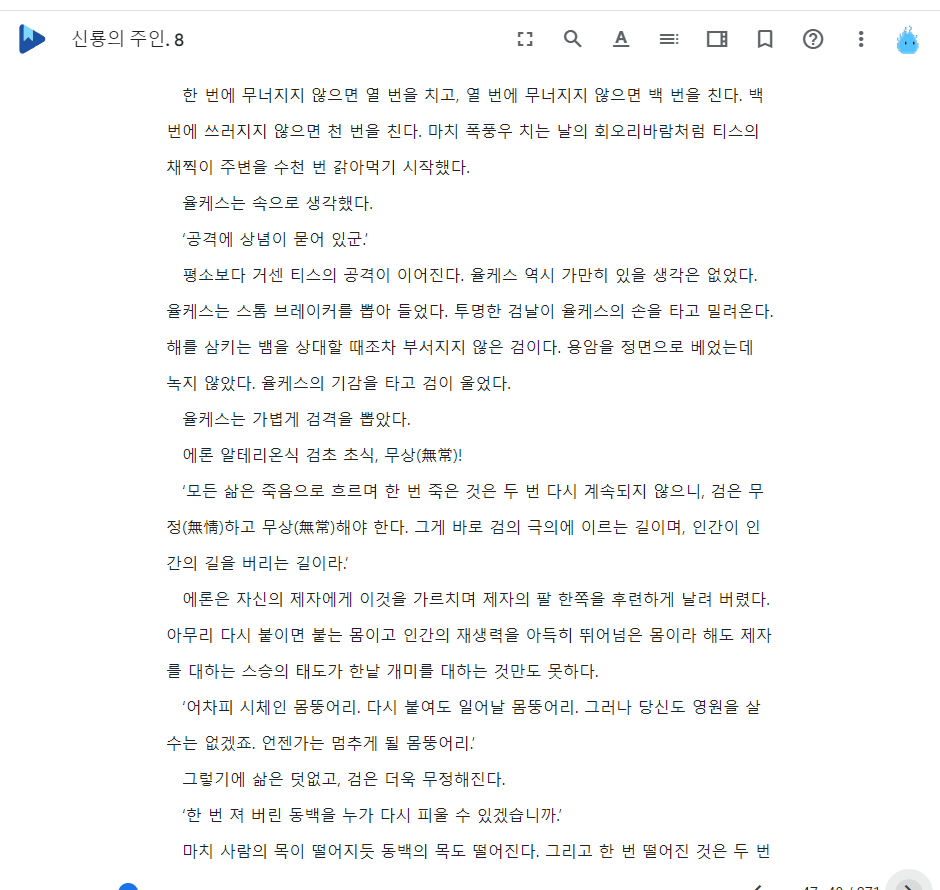 신룡의 주인. 8
한 번에 무너지지 않으면 열 번을 치고, 열 번에 무너지지 않으면 백 번을 친다. 백
번에 쓰러지지 않으면 천 번을 친다. 마치 폭풍우 치는 날의 회오리바람처럼 티스의
채찍이 주변을 수천 번 갉아먹기 시작했다.
율케스는 속으로 생각했다.
‘공격에 상념이 묻어 있군.’
평소보다 거센 티스의 공격이 이어진다. 율케스 역시 가만히 있을 생각은 없었다.
율케스는 스톰 브레이커를 뽑아 들었다. 투명한 검날이 율케스의 손을 타고 밀려온다.
해를 삼키는 뱀을 상대할 때조차 부서지지 않은 검이다. 용암을 정면으로 베었는데
녹지 않았다. 율케스의 기감을 타고 검이 울었다.
율케스는 가볍게 검격을 뽑았다.
에론 알테리온식 검초 초식, 무상(無常)!
‘모든 삶은 죽음으로 흐르며 한 번 죽은 것은 두 번 다시 계속되지 않으니, 검은 무
정(無情)하고 무상(無常)해야 한다. 그게 바로 검의 극의에 이르는 길이며, 인간이 인
간의 길을 버리는 길이라.’
에론은 자신의 제자에게 이것을 가르치며 제자의 팔 한쪽을 후련하게 날려 버렸다.
아무리 다시 붙이면 붙는 몸이고 인간의 재생력을 아득히 뛰어넘은 몸이라 해도 제자
를 대하는 스승의 태도가 한낱 개미를 대하는 것만도 못하다.
‘어차피 시체인 몸뚱어리. 다시 붙여도 일어날 몸뚱어리. 그러나 당신도 영원을 살
수는 없겠죠. 언젠가는 멈추게 될 몸뚱어리.’
그렇기에 삶은 덧없고, 검은 더욱 무정해진다.
‘한 번 져 버린 동백을 누가 다시 피울 수 있겠습니까.’
마치 사람의 목이 떨어지듯 동백의 목도 떨어진다. 그리고 한 번 떨어진 것은 두 번